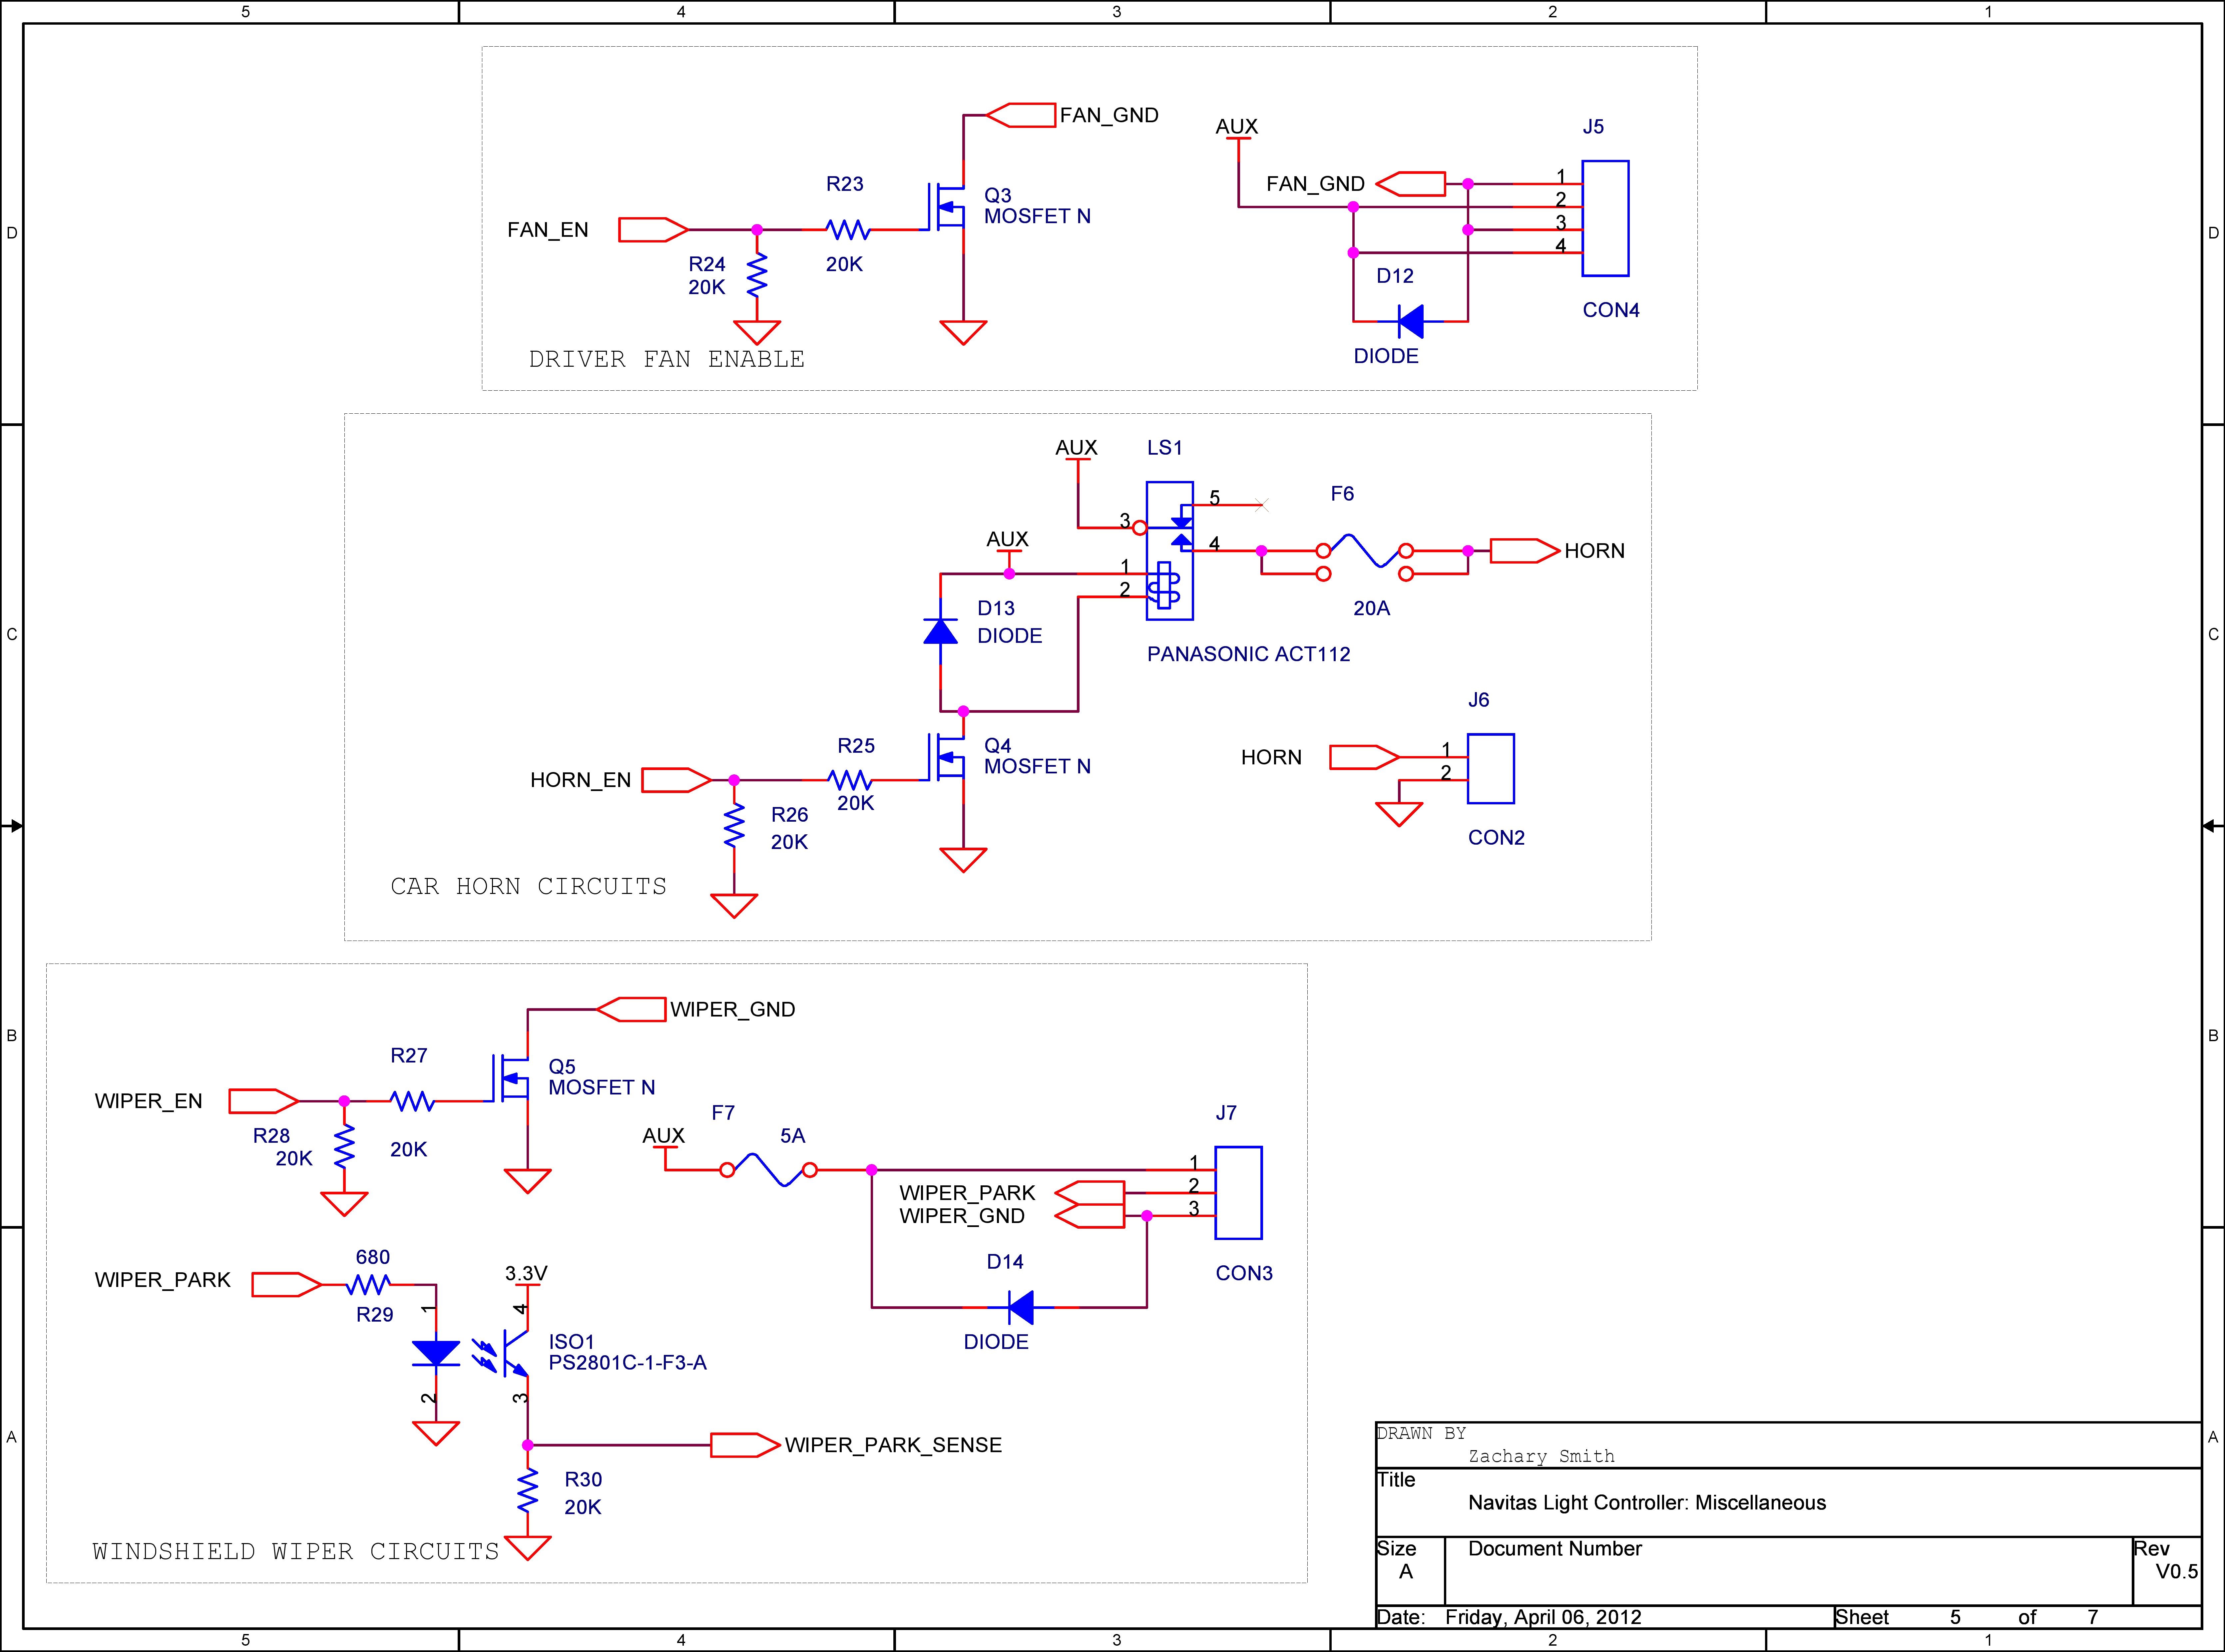 5 4 3 2 1
D
D
C
C
B
B
A
A
FAN_GND
AUX
J5
R23
FAN_GND
1
2
3
4
Q3
MOSFET N
FAN_EN
R24
20K
20K
D12
CON4
DIODE
DRIVER FAN ENABLE
AUX
LS1
5
F6
3
4
HORN
AUX
1
2
D13
DIODE
20A
PANASONIC ACT112
J6
R25
Q4
MOSFET N
HORN
1
2
HORN_EN
20K
R26
20K
CON2
CAR HORN CIRCUITS
WIPER_GND
R27
Q5
MOSFET N
WIPER_EN
R28
20K
20K
F7
J7
AUX
5A
1
WIPER_PARK
2
WIPER_GND
3
680
D14
WIPER_PARK
R29
3.3V
CON3
1
4
ISO1
PS2801C-1-F3-A
DIODE
2
3
WIPER_PARK_SENSE
R30
20K
WINDSHIELD WIPER CIRCUITS
DRAWN BY
Zachary Smith
Title
Navitas Light Controller: Miscellaneous
Size
A
Document Number
Rev
V0.5
Date: Friday, April 06, 2012
Sheet 5 of 7
5 4 3 2 1